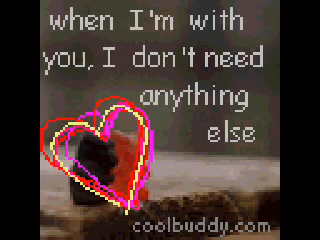 when I'm with
you, I don't need
anything
else
coolbuddy.com